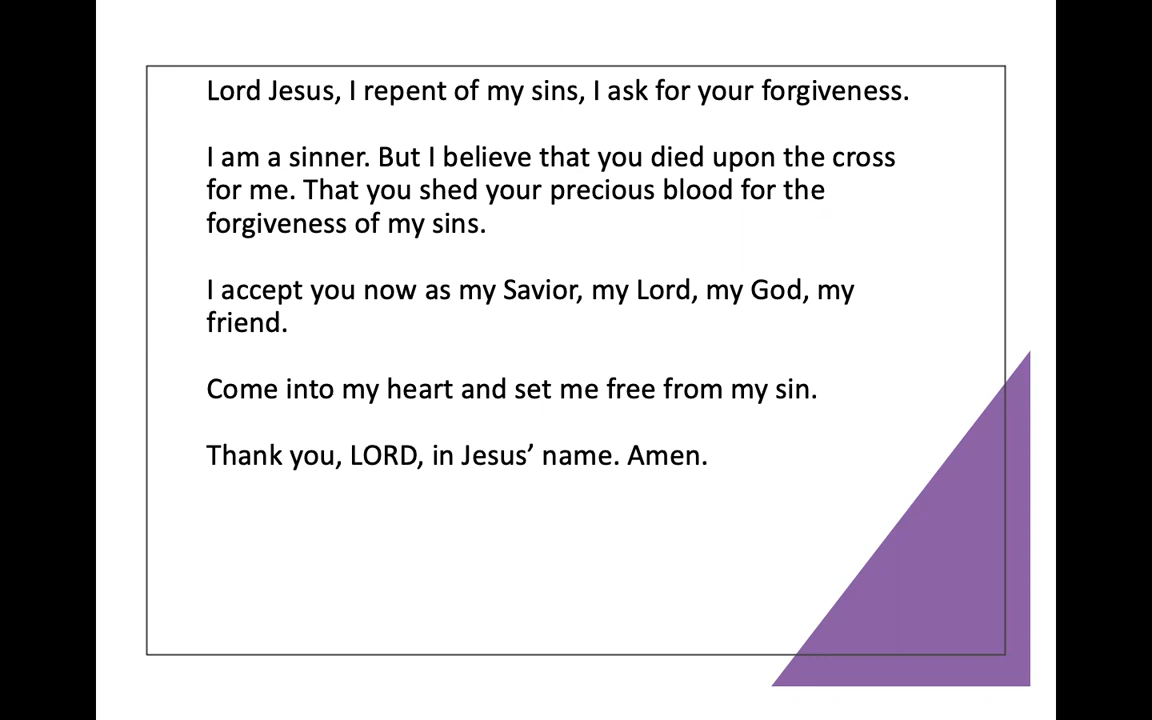 Lord Jesus, I repent of my sins, I ask for your forgiveness.
I am a sinner. But I believe that you died upon the cross
for me. That you shed your precious blood for the
forgiveness of my sins.
I accept you now as my Savior, my Lord, my God, my
friend.
Come into my heart and set me free from my sin.
Thank you, LORD, in Jesus’ name. Amen.